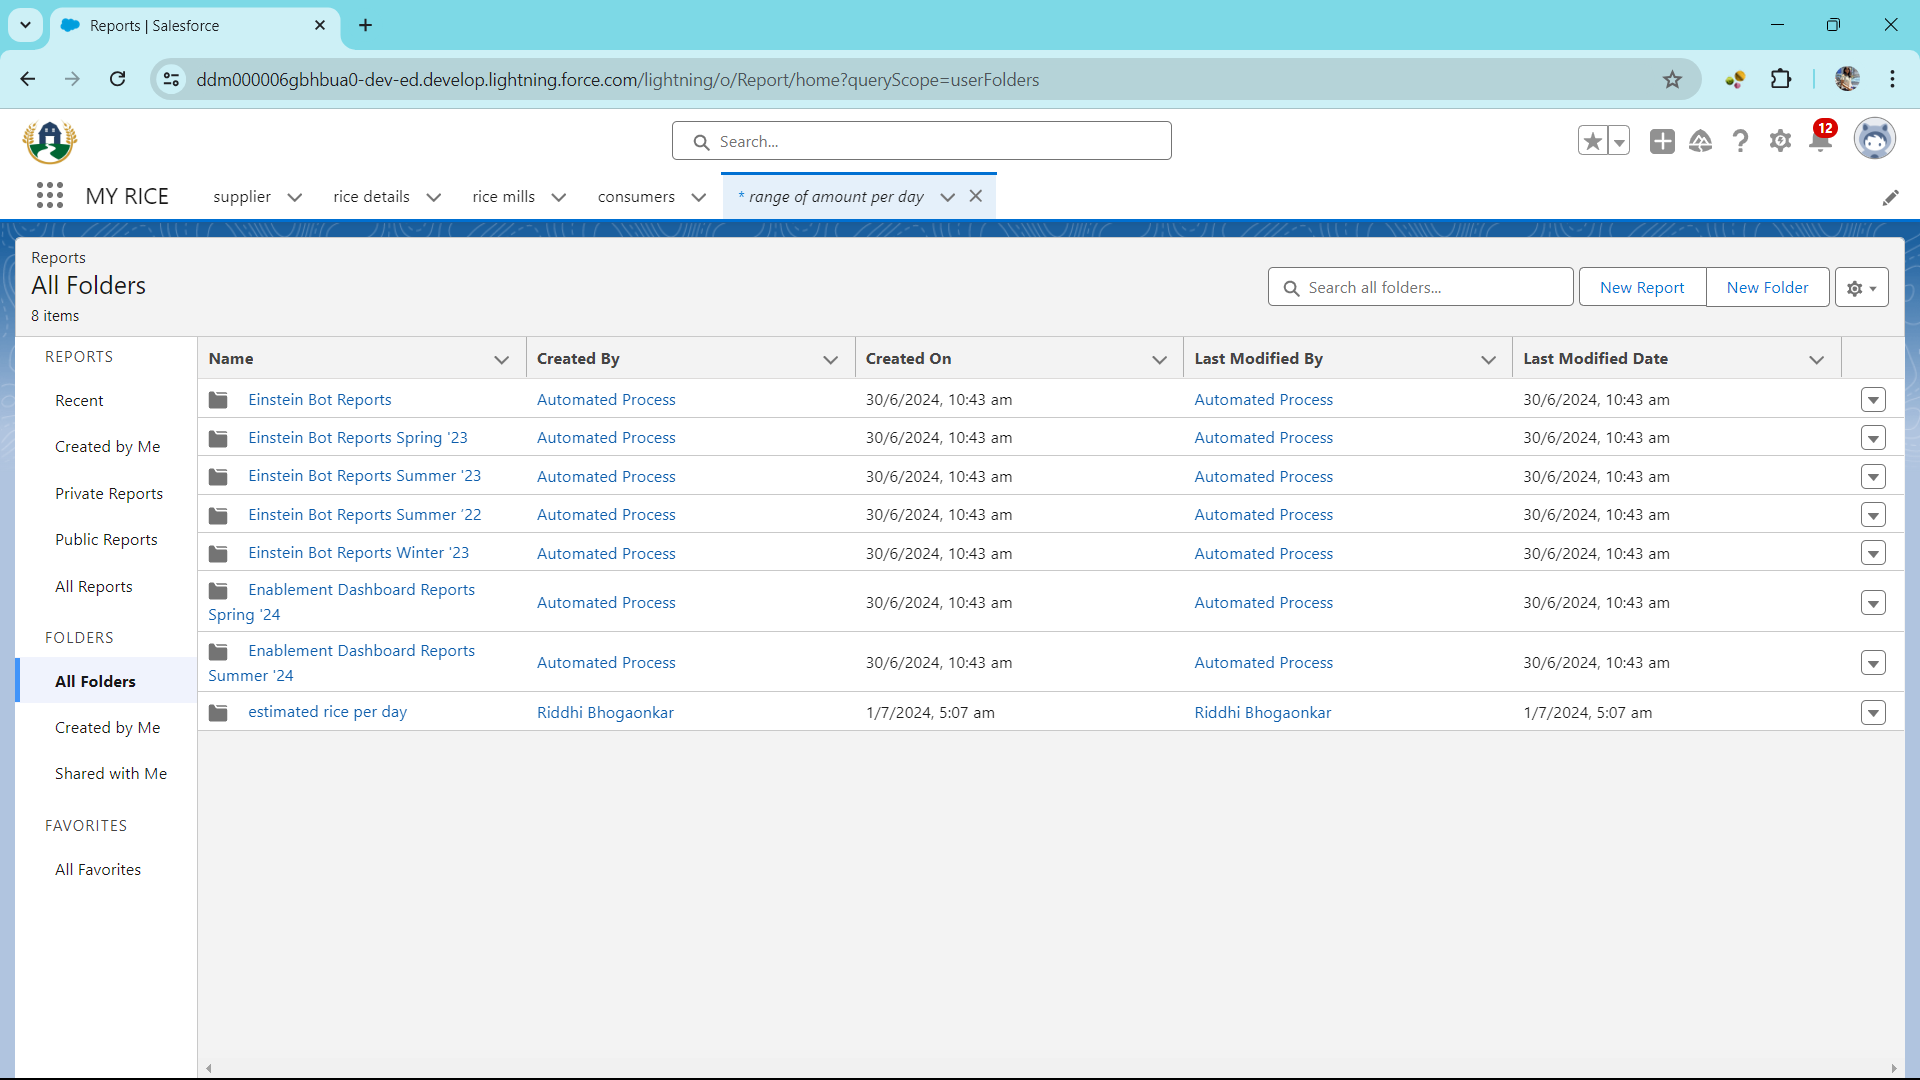 Reports | Salesforce
ddm000006gbhbua0-dev-ed.develop.lightning.force.com/lightning/o/Report/home?queryScope=userFolders
Search...
12
MY RICE supplier rice details rice mills consumers * range of amount per day
Reports
All Folders
8 items
Search all folders... New Report New Folder
REPORTS
Recent
Created by Me
Private Reports
Public Reports
All Reports
FOLDERS
All Folders
Created by Me
Shared with Me
FAVORITES
All Favorites
Name Created By Created On Last Modified By Last Modified Date
Einstein Bot Reports Automated Process 30/6/2024, 10:43 am Automated Process 30/6/2024, 10:43 am
Einstein Bot Reports Spring '23 Automated Process 30/6/2024, 10:43 am Automated Process 30/6/2024, 10:43 am
Einstein Bot Reports Summer '23 Automated Process 30/6/2024, 10:43 am Automated Process 30/6/2024, 10:43 am
Einstein Bot Reports Summer ‘22 Automated Process 30/6/2024, 10:43 am Automated Process 30/6/2024, 10:43 am
Einstein Bot Reports Winter '23 Automated Process 30/6/2024, 10:43 am Automated Process 30/6/2024, 10:43 am
Enablement Dashboard Reports
Spring '24 Automated Process 30/6/2024, 10:43 am Automated Process 30/6/2024, 10:43 am
Enablement Dashboard Reports
Summer '24 Automated Process 30/6/2024, 10:43 am Automated Process 30/6/2024, 10:43 am
estimated rice per day Riddhi Bhogaonkar 1/7/2024, 5:07 am Riddhi Bhogaonkar 1/7/2024, 5:07 am